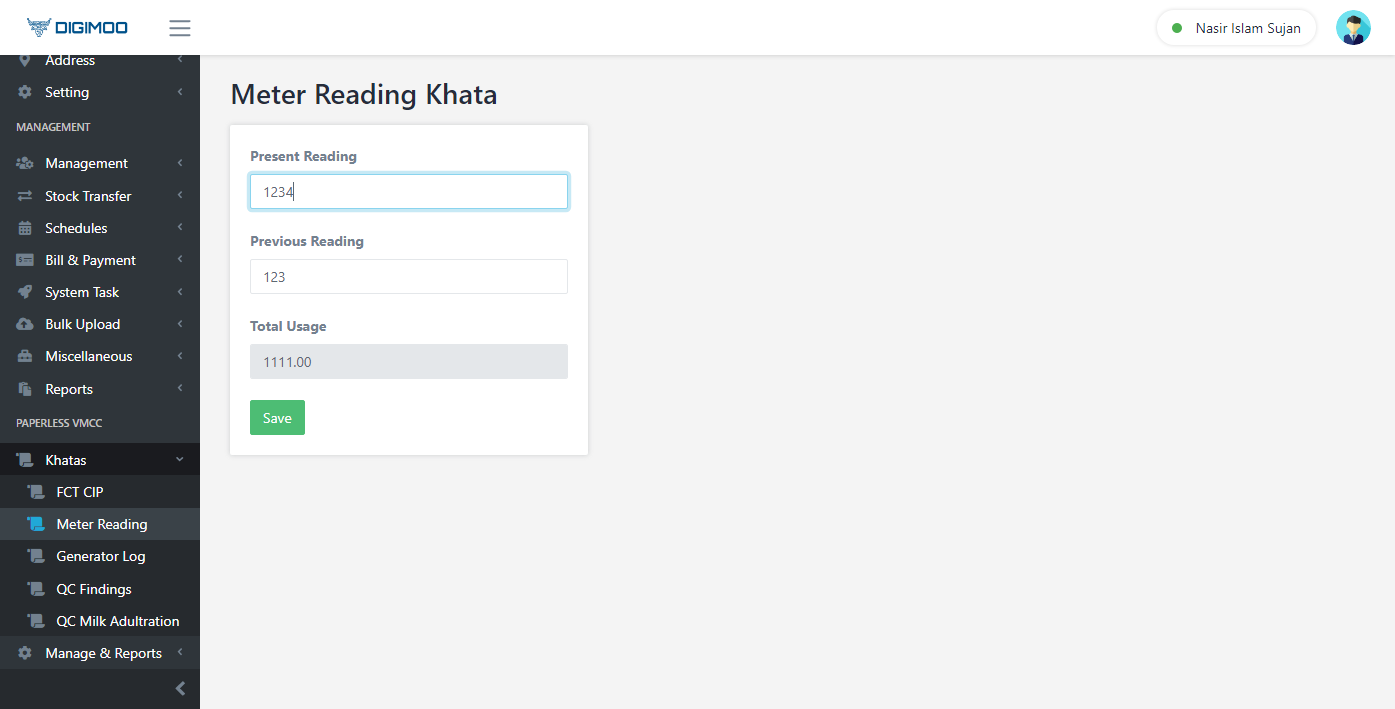 DIGIMOO
Nasir Islam Sujan
Address
Setting
MANAGEMENT
Management
Stock Transfer
Schedules
Bill & Payment
System Task
Bulk Upload
Miscellaneous
Reports
PAPERLESS VMCC
Khatas
FCT CIP
Meter Reading
Generator Log
QC Findings
QC Milk Adultration
Manage & Reports
Meter Reading Khata
Present Reading
1234
Previous Reading
123
Total Usage
1111.00
Save